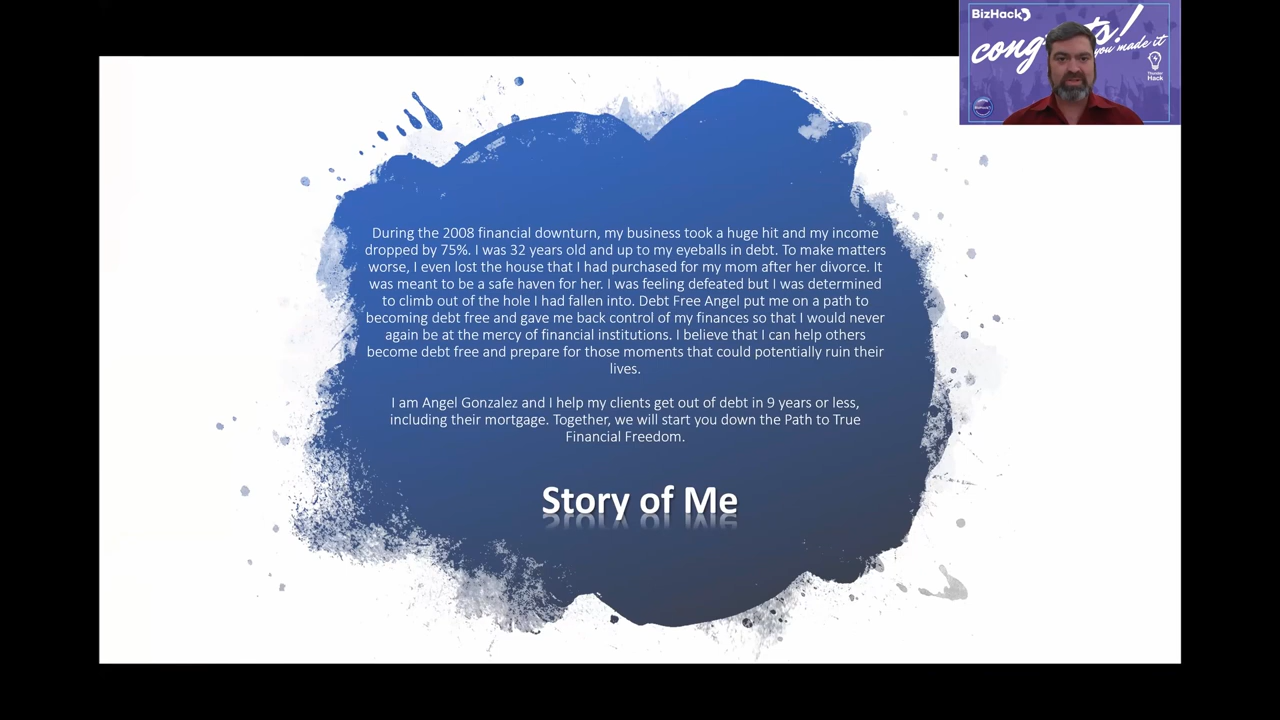 BizHack
congrats!
you made it
Thunder
Hack
BizHack
During the 2008 financial downturn, my business took a huge hit and my income
dropped by 75%. I was 32 years old and up to my eyeballs in debt. To make matters
worse, I even lost the house that I had purchased for my mom after her divorce. It
was meant to be a safe haven for her. I was feeling defeated but I was determined
to climb out of the hole I had fallen into. Debt Free Angel put me on a path to
becoming debt free and gave me back control of my finances so that I would never
again be at the mercy of financial institutions. I believe that I can help others
become debt free and prepare for those moments that could potentially ruin their
lives.
I am Angel Gonzalez and I help my clients get out of debt in 9 years or less,
including their mortgage. Together, we will start you down the Path to True
Financial Freedom.
Story of Me